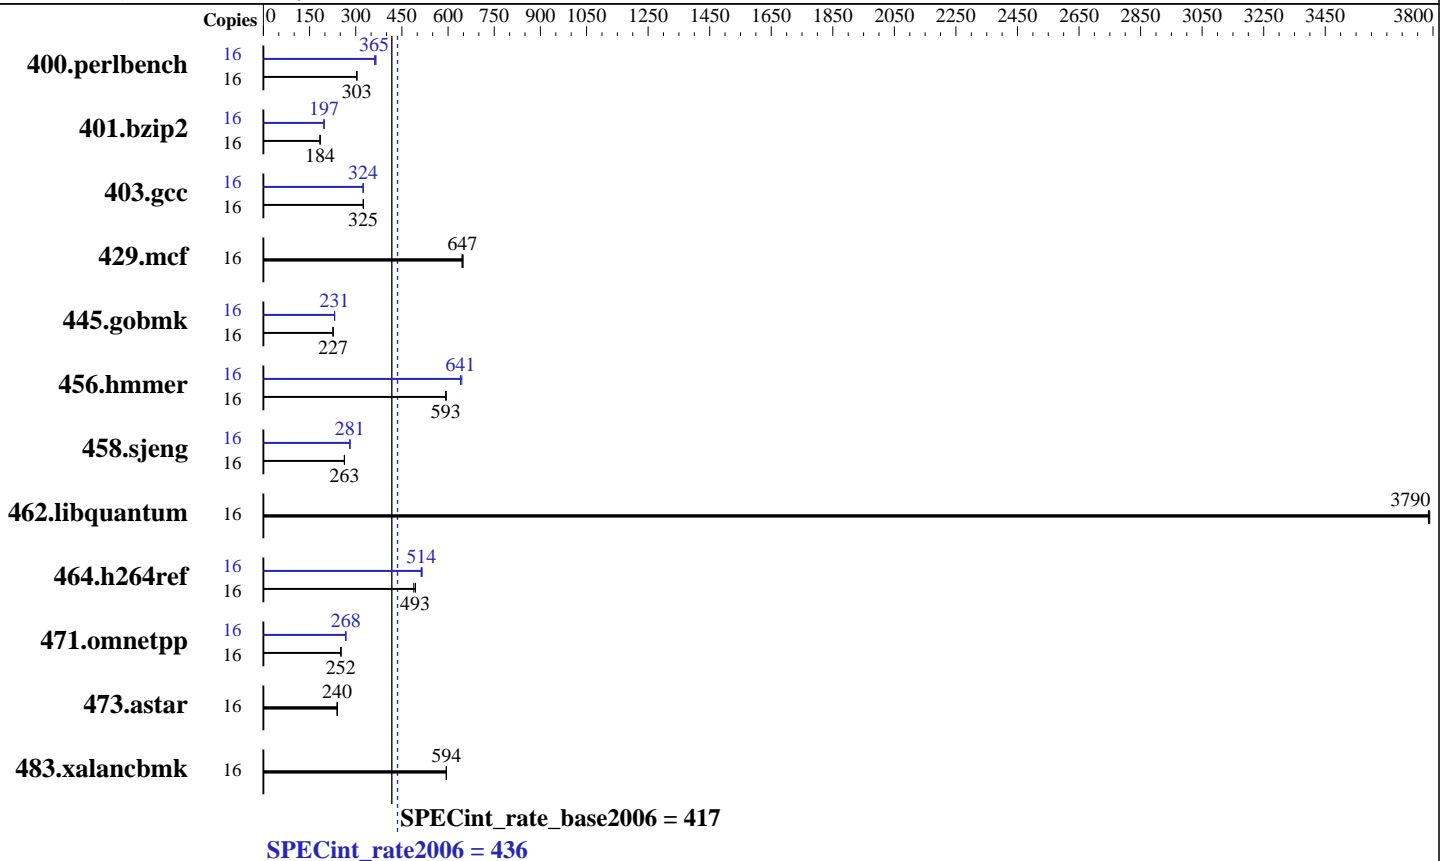 Copies 0 150 300 450 600 750 900 1050 1250 1450 1650 1850 2050 2250 2450 2650 2850 3050 3250 3450 3800
400.perlbench 16 365
16 303
401.bzip2 16 197
16 184
403.gcc 16 324
16 325
429.mcf 16 647
445.gobmk 16 231
16 227
456.hmmer 16 641
16 593
458.sjeng 16 281
16 263
462.libquantum 16 3790
464.h264ref 16 514
16 493
471.omnetpp 16 268
16 252
473.astar 16 240
483.xalancbmk 16 594
SPECint_rate_base2006 = 417
SPECint_rate2006 = 436